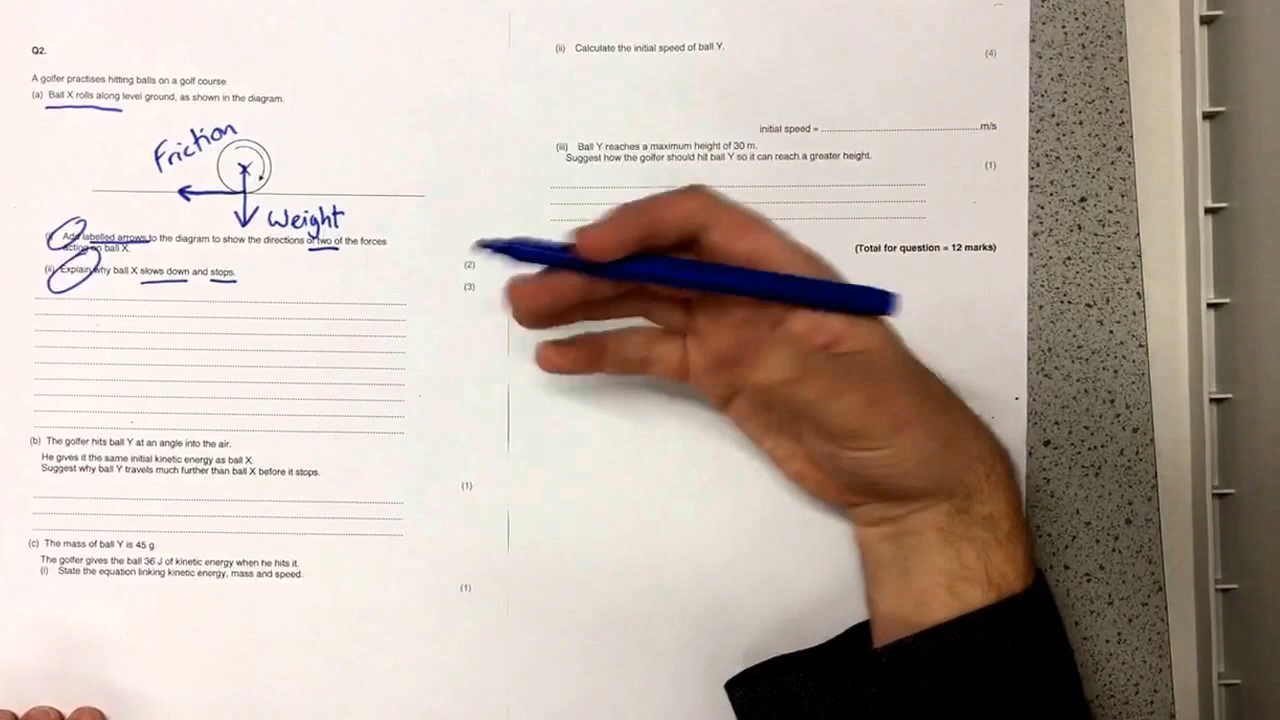 Q2.
A golfer practises hitting balls on a golf course
(a) Ball X rolls along level ground, as shown in the diagram.
Friction
X
Weight
(i) Add labelled arrows to the diagram to show the directions of two of the forces
acting on ball X.
(2)
(ii) Explain why ball X slows down and stops.
(3)
(b) The golfer hits ball Y at an angle into the air.
He gives it the same initial kinetic energy as ball X.
Suggest why ball Y travels much further than ball X before it stops.
(1)
(c) The mass of ball Y is 45 g.
The golfer gives the ball 36 J of kinetic energy when he hits it.
(i) State the equation linking kinetic energy, mass and speed.
(1)
(ii) Calculate the initial speed of ball Y.
(4)
initial speed = ........................................ m/s
(iii) Ball Y reaches a maximum height of 30 m.
Suggest how the golfer should hit ball Y so it can reach a greater height.
(1)
(Total for question = 12 marks)